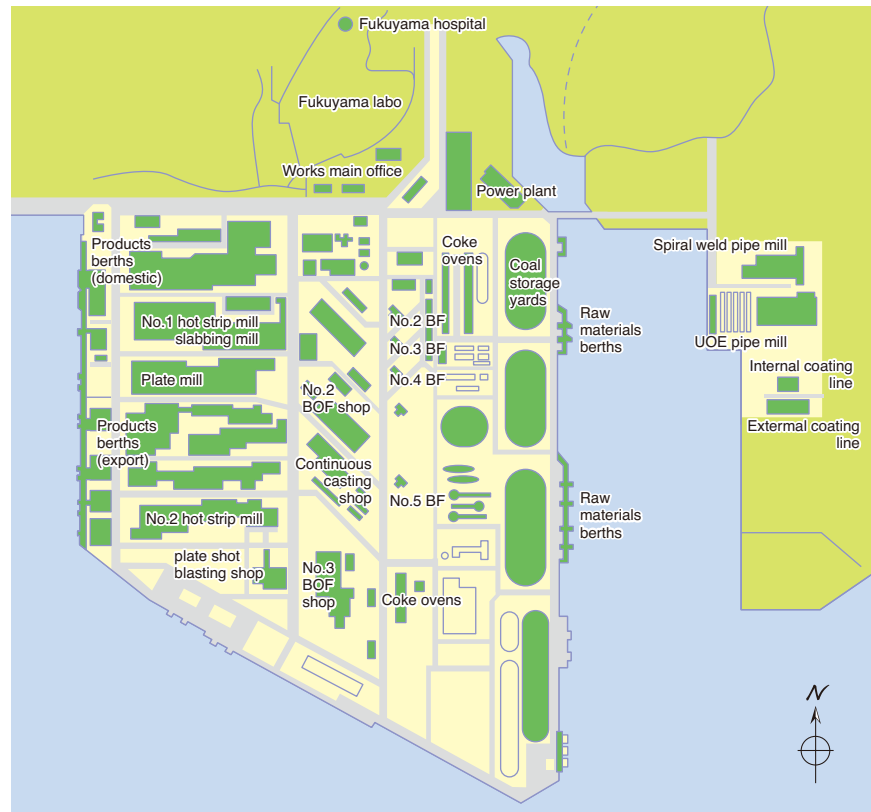 Fukuyama hospital
Fukuyama labo
Works main office
Power plant
Products
berths
(domestic)
Coke
ovens
Coal
storage
yards
Spiral weld pipe mill
No.1 hot strip mill
slabbing mill
No.2 BF
Raw
materials
berths
UOE pipe mill
No.3 BF
Plate mill
No.4 BF
Internal coating
line
No.2
BOF shop
Extermal coating
line
Products
berths
(export)
Continuous
casting
shop
No.5 BF
Raw
materials
berths
No.2 hot strip mill
plate shot
blasting shop
No.3
BOF
shop
Coke ovens
N